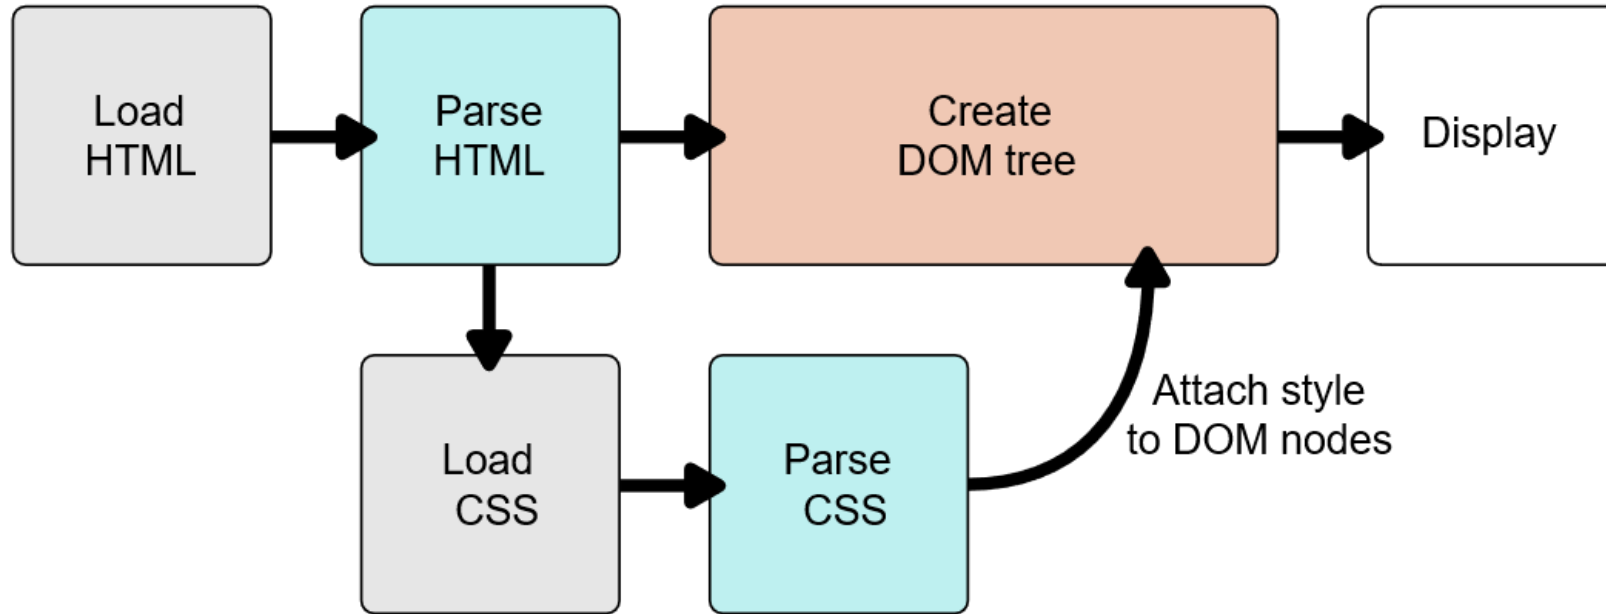 Load
HTML
Parse
HTML
Create
DOM tree
Display
Load
CSS
Parse
CSS
Attach style
to DOM nodes